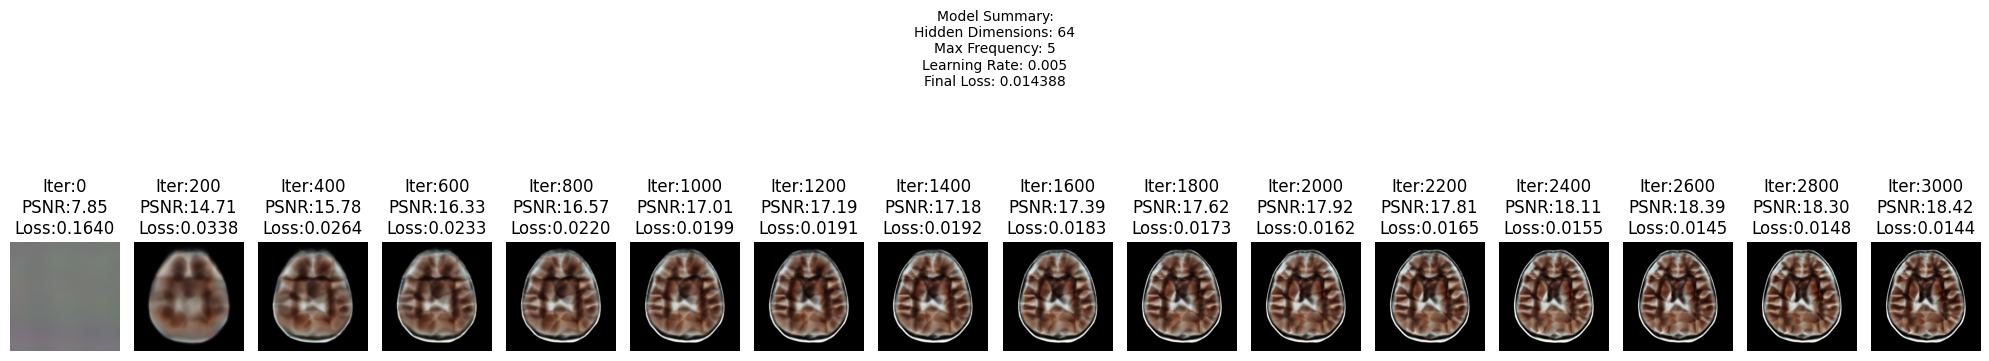 Model Summary:
Hidden Dimensions: 64
Max Frequency: 5
Learning Rate: 0.005
Final Loss: 0.014388
Iter:0
PSNR:7.85
Loss:0.1640
Iter:200
PSNR:14.71
Loss:0.0338
Iter:400
PSNR:15.78
Loss:0.0264
Iter:600
PSNR:16.33
Loss:0.0233
Iter:800
PSNR:16.57
Loss:0.0220
Iter:1000
PSNR:17.01
Loss:0.0199
Iter:1200
PSNR:17.19
Loss:0.0191
Iter:1400
PSNR:17.18
Loss:0.0192
Iter:1600
PSNR:17.39
Loss:0.0183
Iter:1800
PSNR:17.62
Loss:0.0173
Iter:2000
PSNR:17.92
Loss:0.0162
Iter:2200
PSNR:17.81
Loss:0.0165
Iter:2400
PSNR:18.11
Loss:0.0155
Iter:2600
PSNR:18.39
Loss:0.0145
Iter:2800
PSNR:18.30
Loss:0.0148
Iter:3000
PSNR:18.42
Loss:0.0144